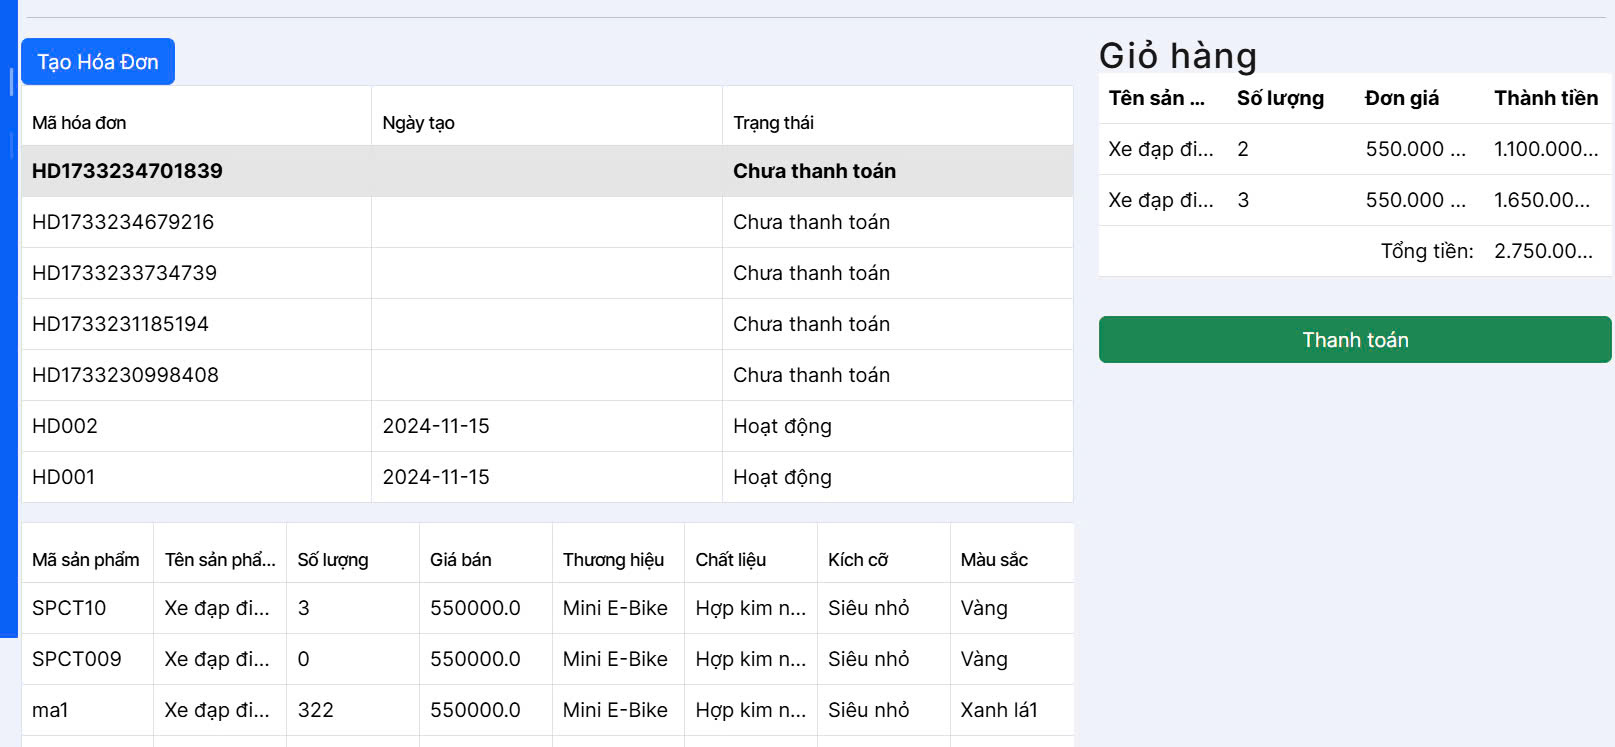 Tạo Hóa Đơn
Mã hóa đơn Ngày tạo Trạng thái
HD1733234701839 Chưa thanh toán
HD1733234679216 Chưa thanh toán
HD1733233734739 Chưa thanh toán
HD1733231185194 Chưa thanh toán
HD1733230998408 Chưa thanh toán
HD002 2024-11-15 Hoạt động
HD001 2024-11-15 Hoạt động
Mã sản phẩm Tên sản phẩ... Số lượng Giá bán Thương hiệu Chất liệu Kích cỡ Màu sắc
SPCT10 Xe đạp đi... 3 550000.0 Mini E-Bike Hợp kim n... Siêu nhỏ Vàng
SPCT009 Xe đạp đi... 0 550000.0 Mini E-Bike Hợp kim n... Siêu nhỏ Vàng
ma1 Xe đạp đi... 322 550000.0 Mini E-Bike Hợp kim n... Siêu nhỏ Xanh lá1
Giỏ hàng
Tên sản ... Số lượng Đơn giá Thành tiền
Xe đạp đi... 2 550.000 ... 1.100.000...
Xe đạp đi... 3 550.000 ... 1.650.00...
Tổng tiền: 2.750.00...
Thanh toán